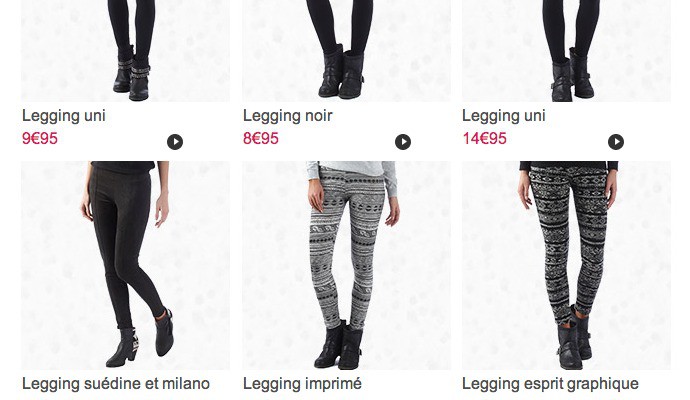 Legging uni
9€95
Legging noir
8€95
Legging uni
14€95
Legging suédine et milano
Legging imprimé
Legging esprit graphique